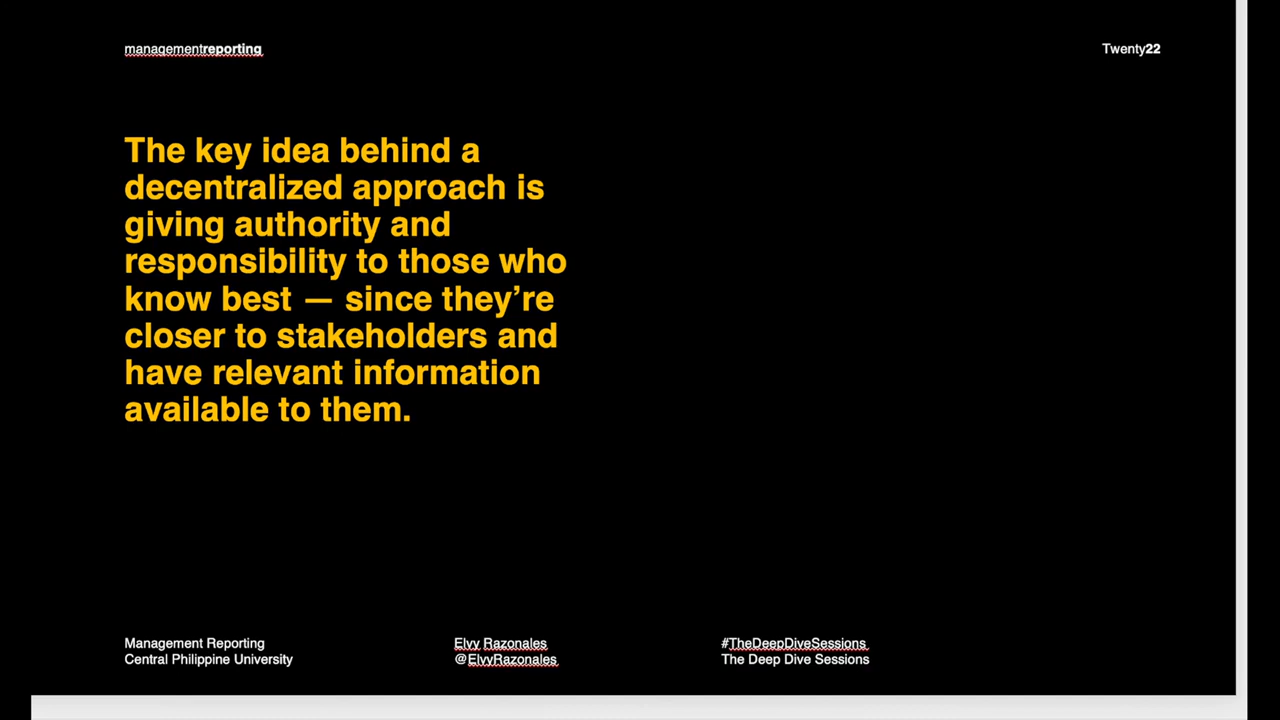 managementreporting
Twenty22
The key idea behind a
decentralized approach is
giving authority and
responsibility to those who
know best — since they’re
closer to stakeholders and
have relevant information
available to them.
Management Reporting
Central Philippine University
Elvy Razonales
@ElvyRazonales
#TheDeepDiveSessions
The Deep Dive Sessions